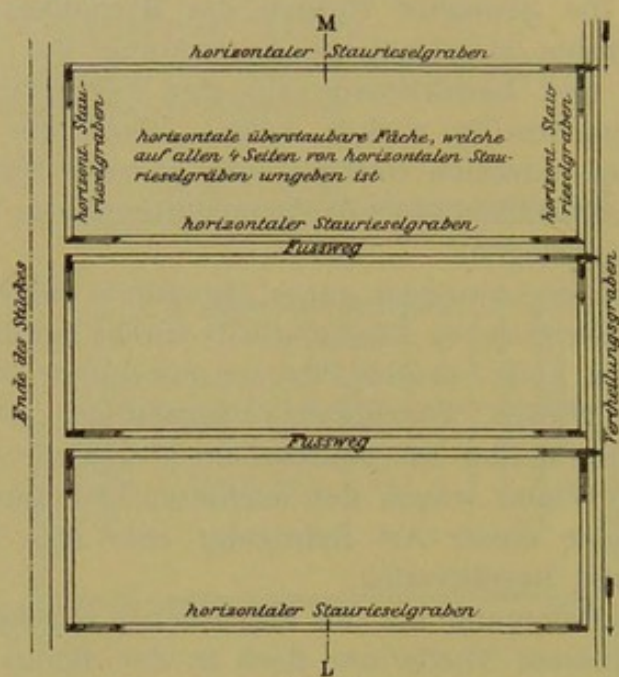 M
horizontaler Staurieselgraben
horizont. Stau-
rieselgraben
horizontale überstaubare Fäche, welche
auf allen 4 Seiten von horizontalen Stau-
rieselgräben umgeben ist
horizont. Stau-
rieselgraben
horizontaler Staurieselgraben
Fussweg
Ende des Stückes
Vertheilungsgraben
Fussweg
horizontaler Staurieselgraben
L